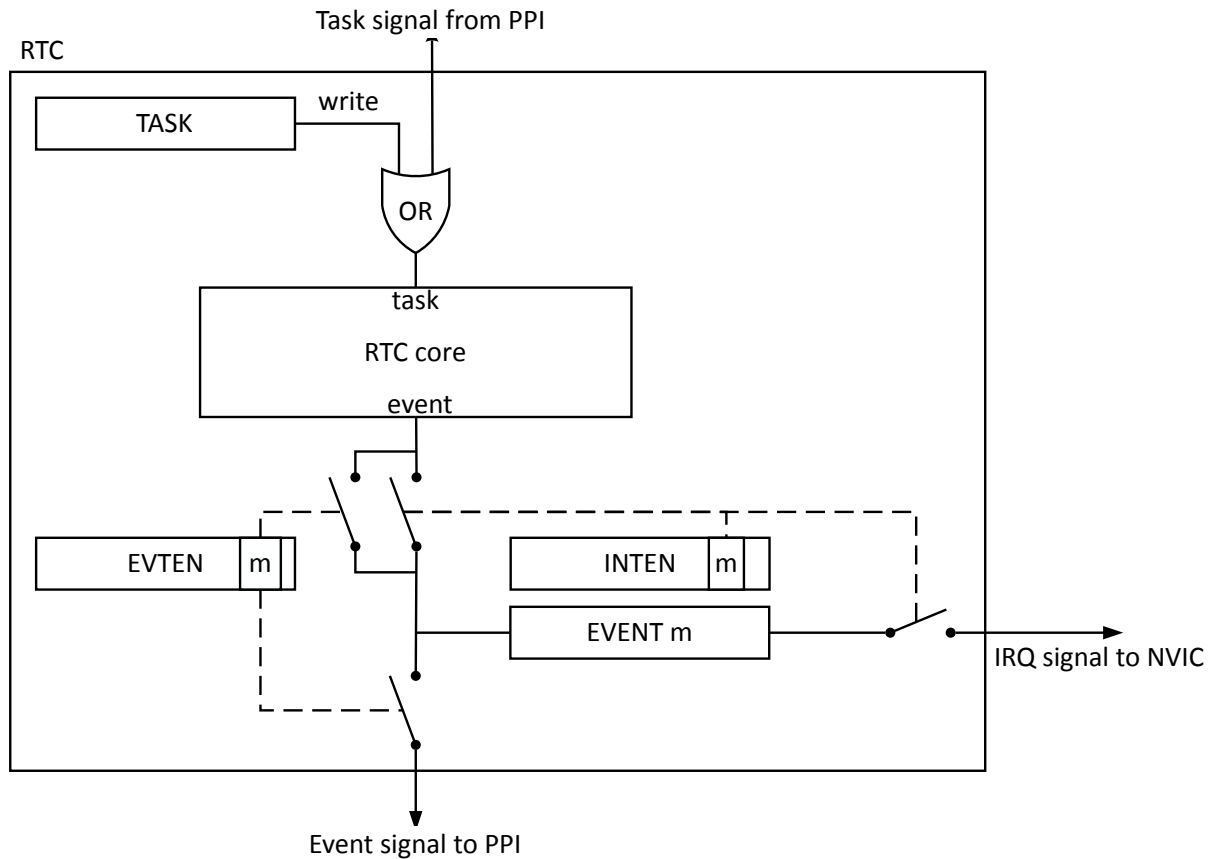 Task signal from PPI
RTC
write
TASK
OR
task
RTC core
event
EVTEN
m
INTEN
m
EVENT m
IRQ signal to NVIC
Event signal to PPI